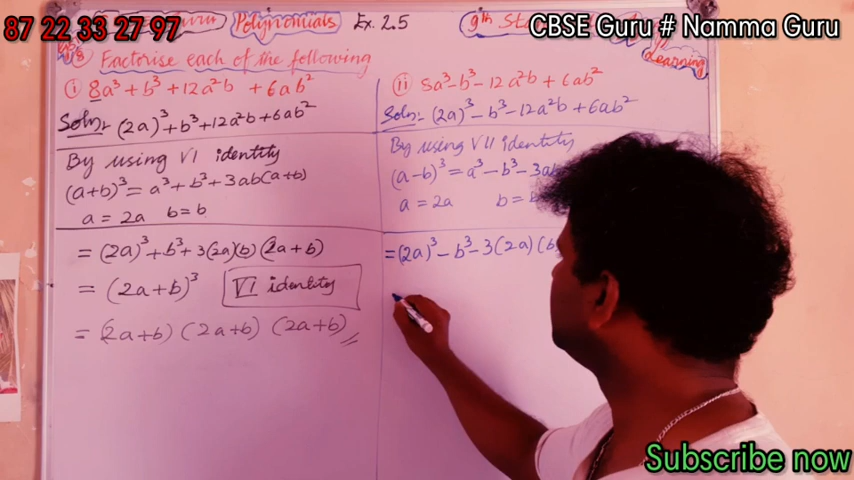 87 22 33 27 97
Polynomials Ex. 2.5
9th
CBSE Guru # Namma Guru
Learning
8 Factorise each of the following
i 8a³ + b³ + 12a²b + 6ab²
Soln:- (2a)³ + b³ + 12a²b + 6ab²
By using VI identity
(a+b)³ = a³ + b³ + 3ab(a+b)
a = 2a b = b
= (2a)³ + b³ + 3(2a)(b)(2a+b)
= (2a+b)³ VI identity
= (2a+b) (2a+b) (2a+b)
ii 8a³ - b³ - 12a²b + 6ab²
Soln:- (2a)³ - b³ - 12a²b + 6ab²
By using VII identity
(a-b)³ = a³ - b³ - 3ab
a = 2a b =
= (2a)³ - b³ - 3(2a)(b
Subscribe now